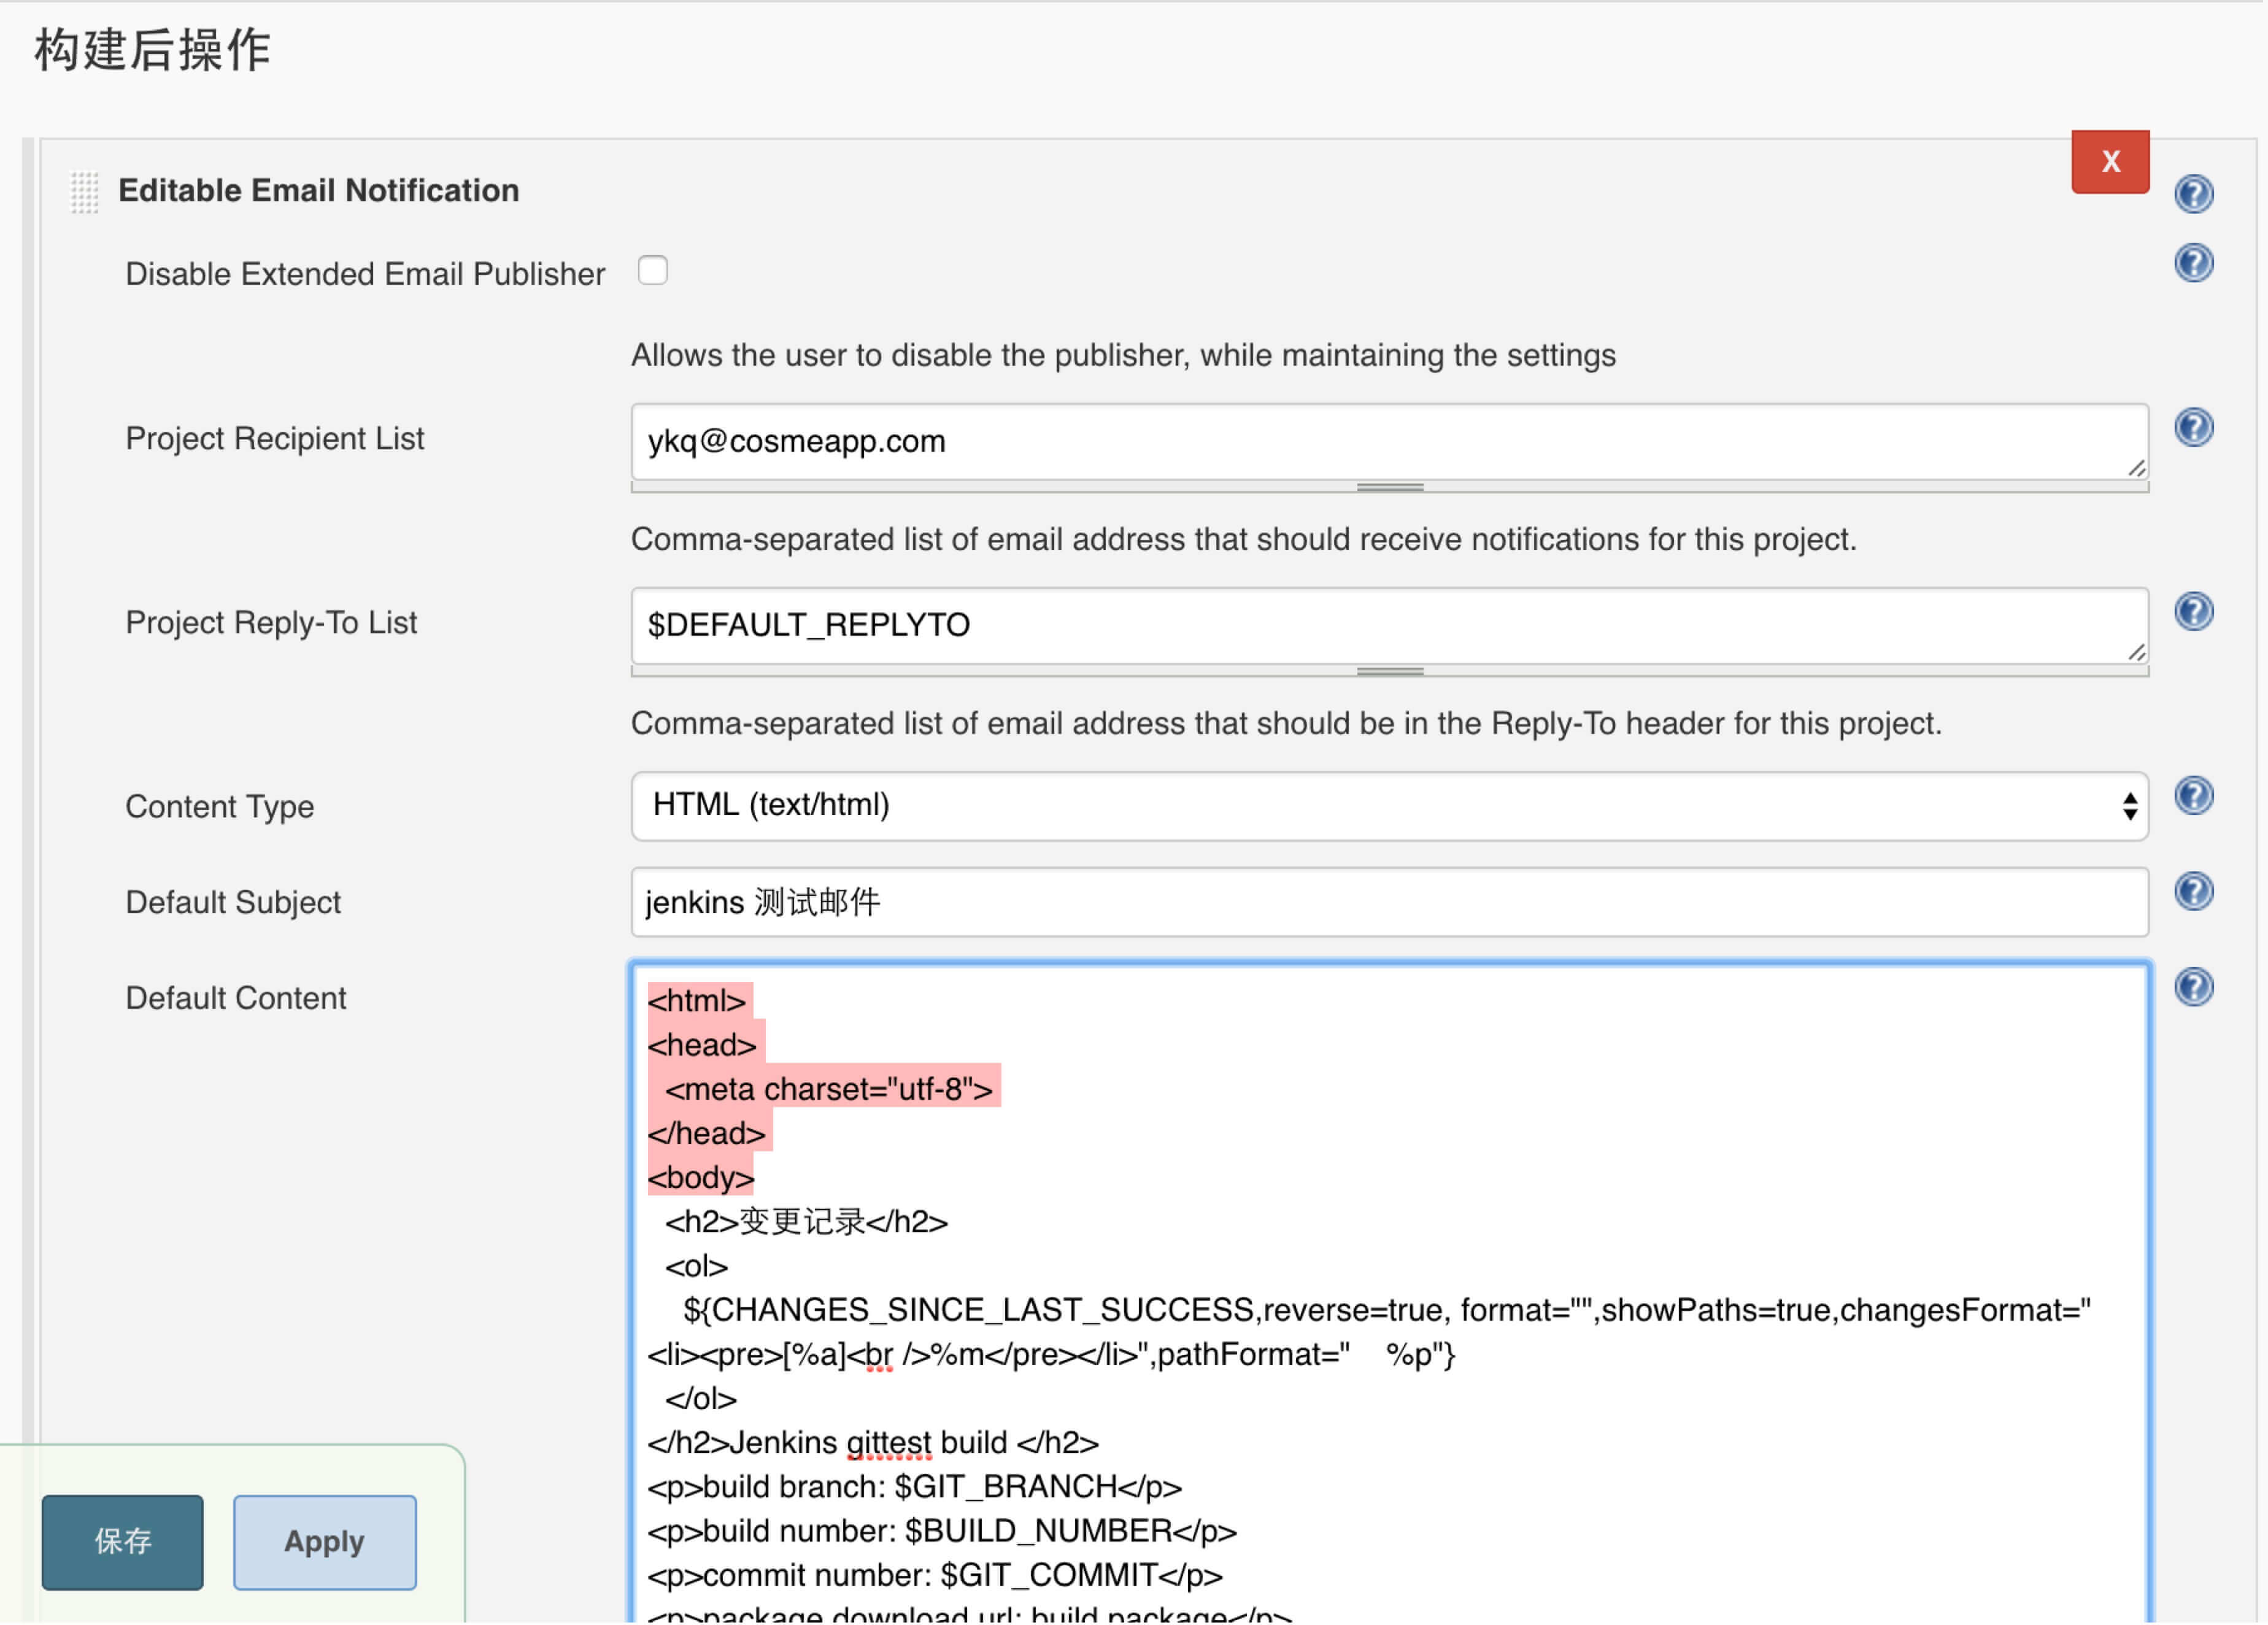 构建后操作
X
Editable Email Notification
Disable Extended Email Publisher
Allows the user to disable the publisher, while maintaining the settings
Project Recipient List
ykq@cosmeapp.com
Comma-separated list of email address that should receive notifications for this project.
Project Reply-To List
$DEFAULT_REPLYTO
Comma-separated list of email address that should be in the Reply-To header for this project.
Content Type
HTML (text/html)
Default Subject
jenkins 测试邮件
Default Content
<html>
<head>
<meta charset="utf-8">
</head>
<body>
<h2>变更记录</h2>
<ol>
${CHANGES_SINCE_LAST_SUCCESS,reverse=true, format="",showPaths=true,changesFormat="
<li><pre>[%a]<br />%m</pre></li>",pathFormat="    %p"}
</ol>
</h2>Jenkins gittest build </h2>
<p>build branch: $GIT_BRANCH</p>
<p>build number: $BUILD_NUMBER</p>
<p>commit number: $GIT_COMMIT</p>
<p>package download url: build package</p>
保存
Apply